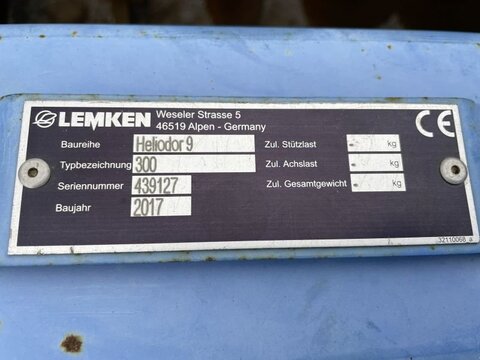 LEMKEN
Weseler Strasse 5
46519 Alpen - Germany
CE
Baureihe Heliodor 9 Zul. Stützlast - kg
Typbezeichnung 300 Zul. Achslast - kg
Seriennummer 439127 Zul. Gesamtgewicht - kg
Baujahr 2017